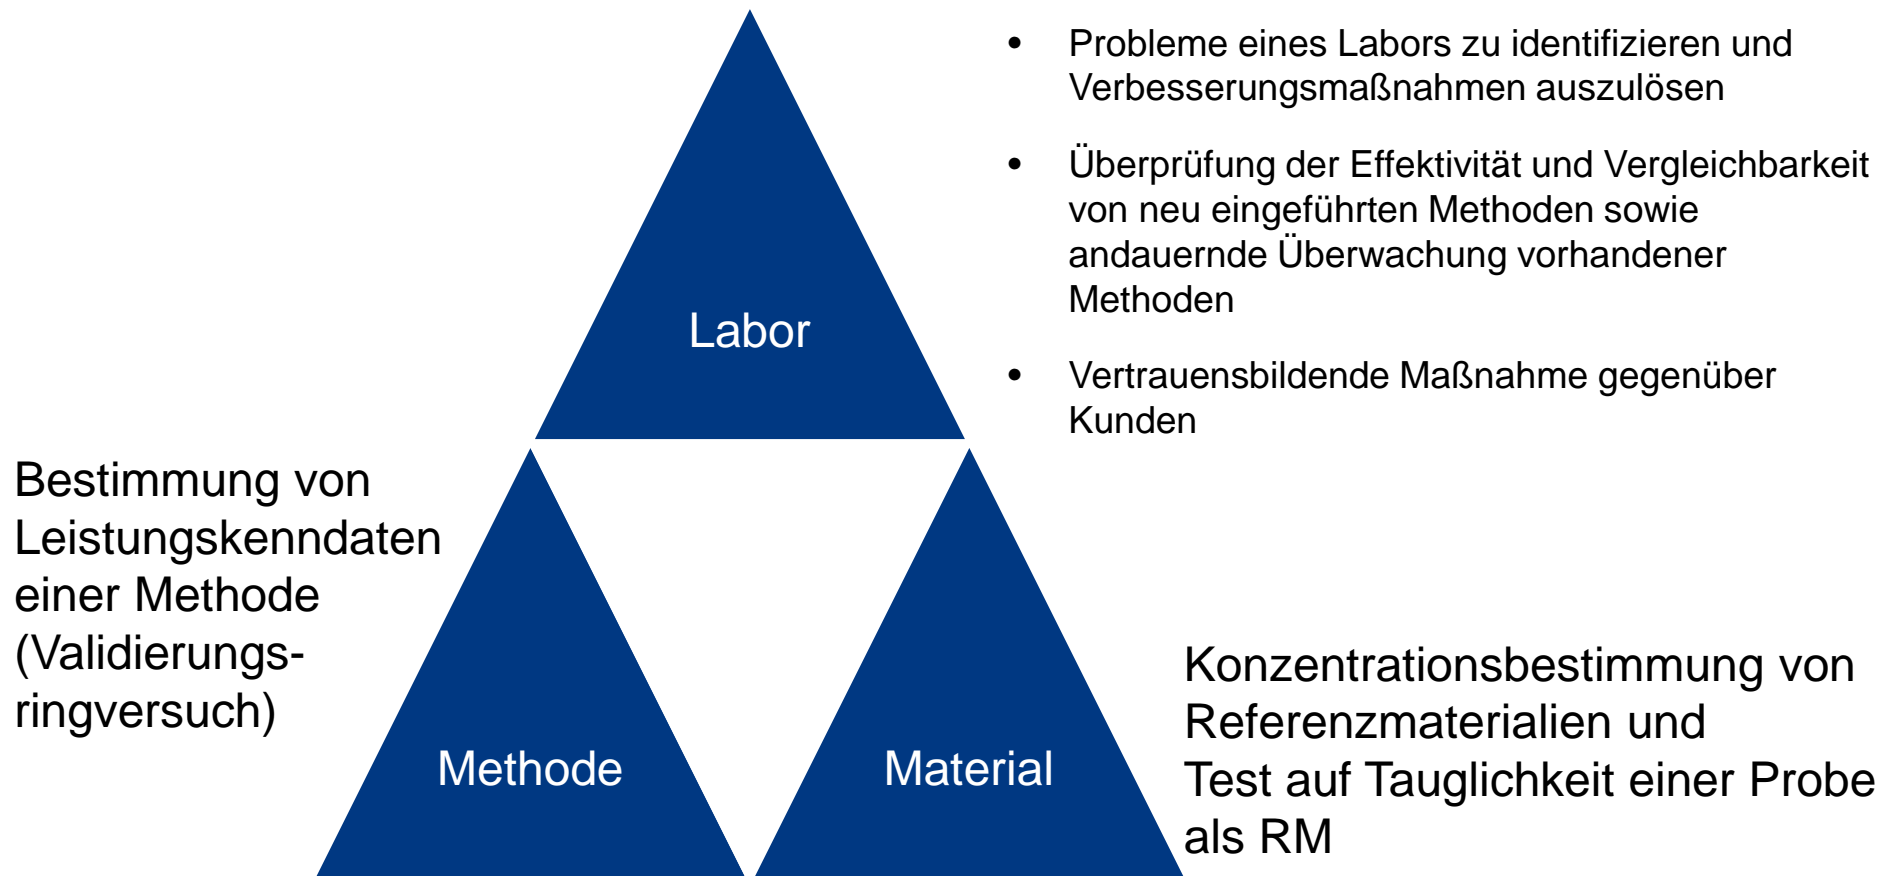 • Probleme eines Labors zu identifizieren und
Verbesserungsmaßnahmen auszulösen
• Überprüfung der Effektivität und Vergleichbarkeit
von neu eingeführten Methoden sowie
andauernde Überwachung vorhandener
Methoden
• Vertrauensbildende Maßnahme gegenüber
Kunden
Labor
Bestimmung von
Leistungskenndaten
einer Methode
(Validierungs-
ringversuch)
Methode
Material
Konzentrationsbestimmung von
Referenzmaterialien und
Test auf Tauglichkeit einer Probe
als RM